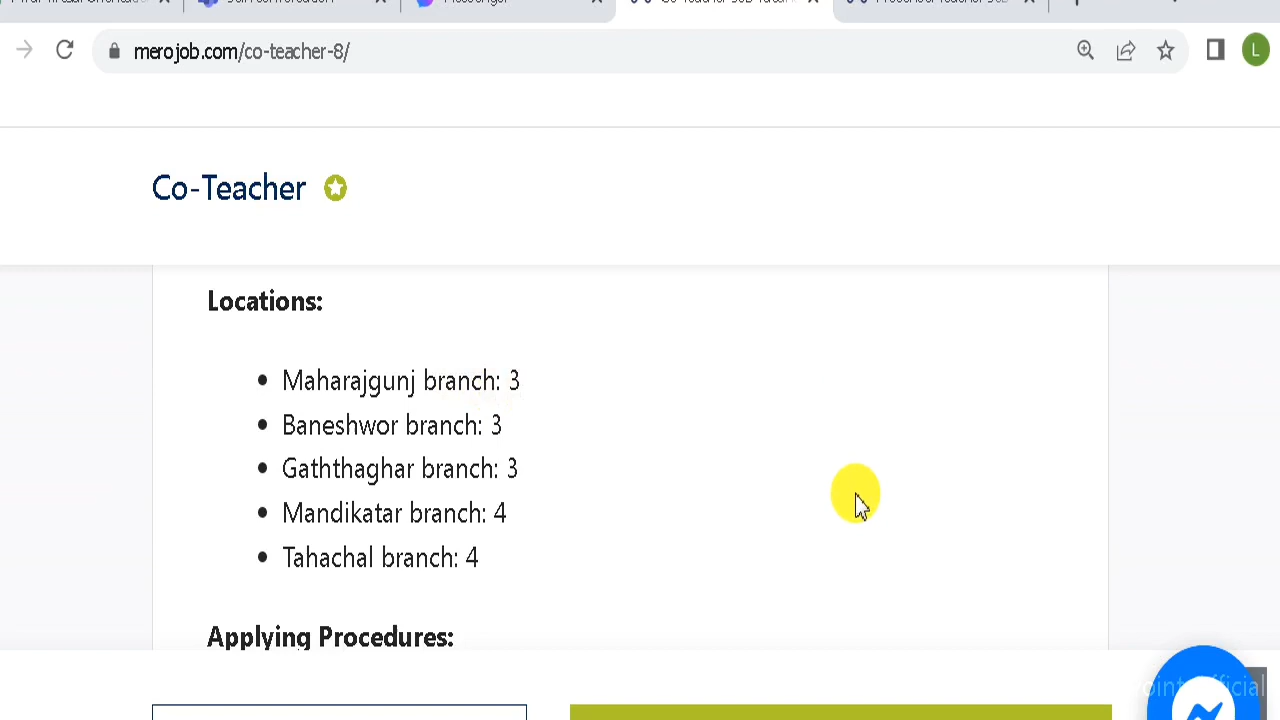 merojob.com/co-teacher-8/
L
Co-Teacher
Locations:
Maharajgunj branch: 3
Baneshwor branch: 3
Gaththaghar branch: 3
Mandikatar branch: 4
Tahachal branch: 4
Applying Procedures: